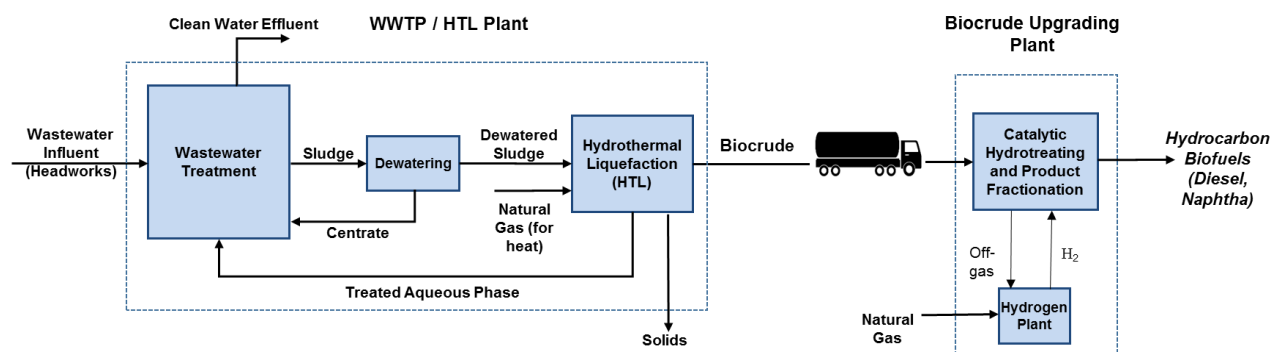 Clean Water Effluent
WWTP / HTL Plant
Biocrude Upgrading
Plant
Wastewater
Influent
(Headworks)
Wastewater
Treatment
Sludge
Dewatering
Dewatered
Sludge
Hydrothermal
Liquefaction
(HTL)
Biocrude
Catalytic
Hydrotreating
and Product
Fractionation
Hydrocarbon
Biofuels
(Diesel,
Naphtha)
Centrate
Natural
Gas (for
heat)
Treated Aqueous Phase
Solids
Off-
gas
H₂
Natural
Gas
Hydrogen
Plant